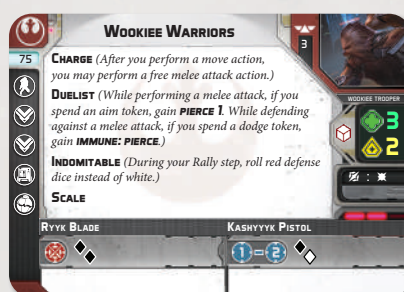 WOOKIEE WARRIORS
3
75
CHARGE (After you perform a move action,
you may perform a free melee attack action.)
DUELIST (While performing a melee attack, if you
spend an aim token, gain PIERCE 1. While defending
against a melee attack, if you spend a dodge token,
gain IMMUNE: PIERCE.)
INDOMITABLE (During your Rally step, roll red defense
dice instead of white.)
SCALE
WOOKIEE TROOPER
3
2
:
RYYK BLADE
KASHYYYK PISTOL
1-2